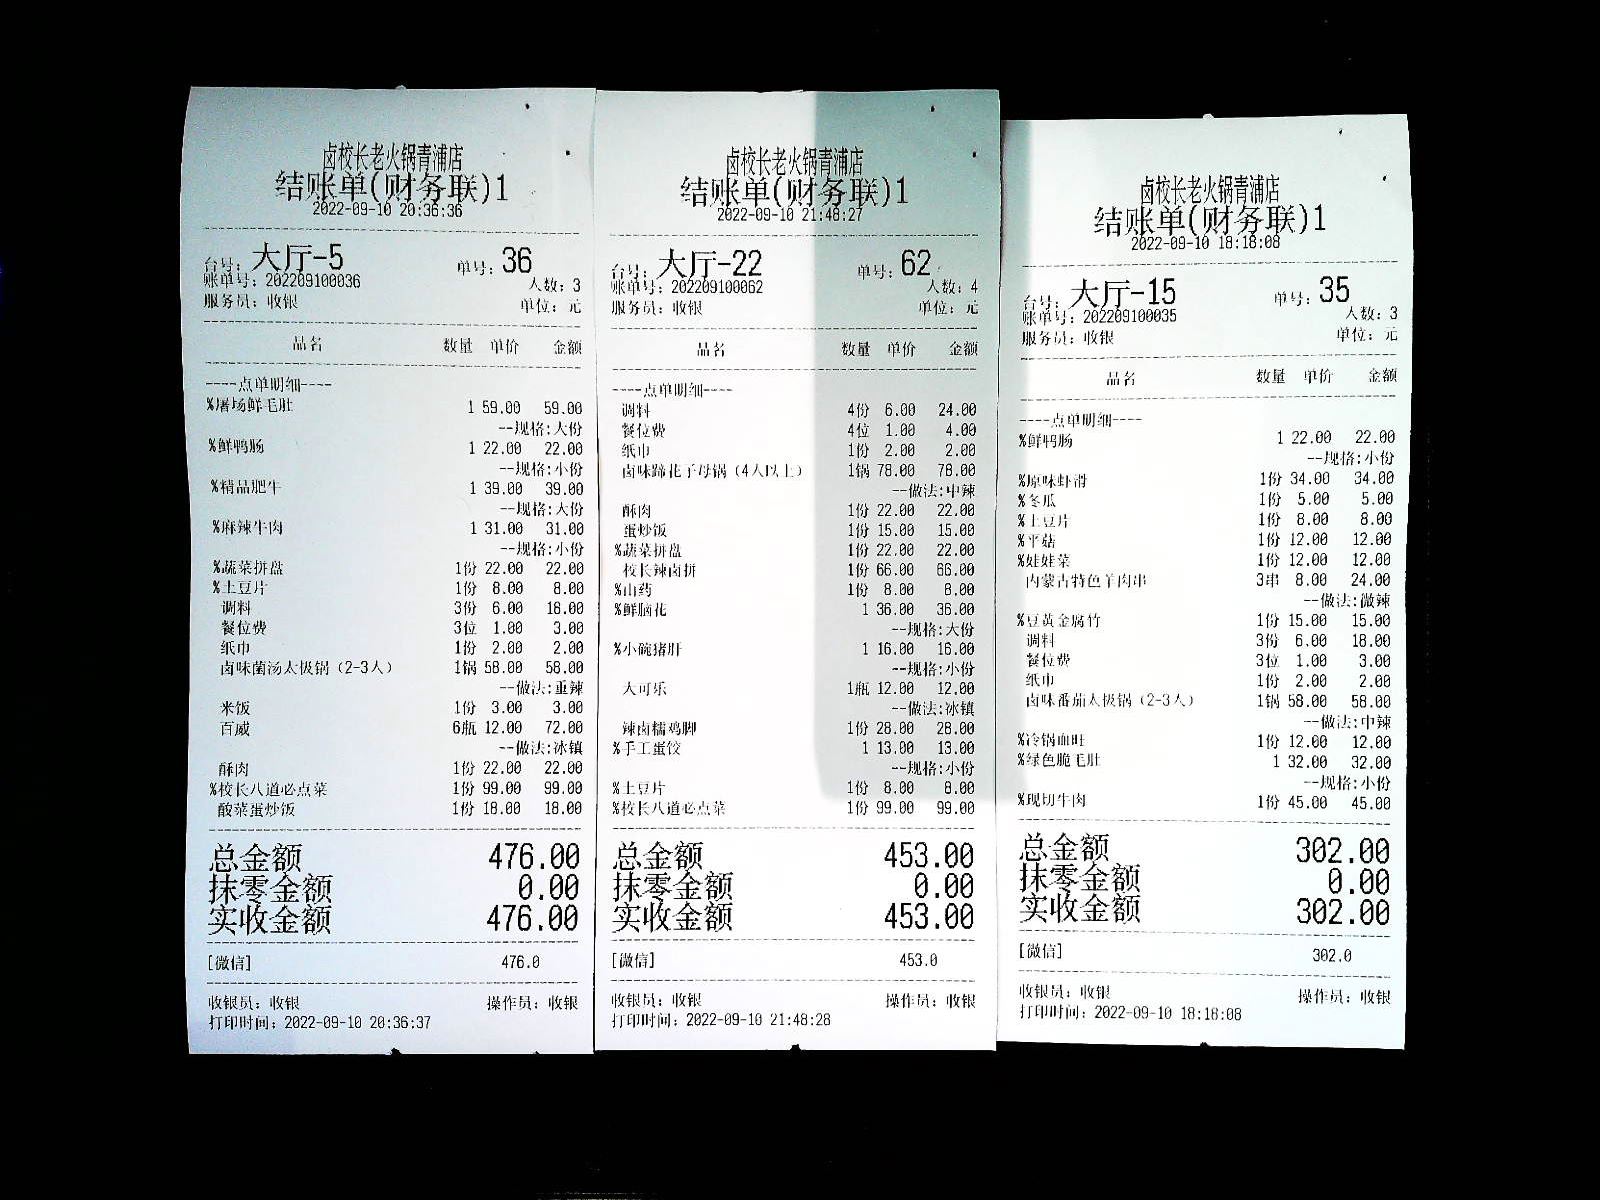 卤校长老火锅青浦店
结账单(财务联)1
2022-09-10 20:36:36
台号: 大厅-5 单号: 36
账单号: 202209100036 人数: 3
服务员: 收银 单位: 元
品名 数量 单价 金额
----点单明细----
%屠场鲜毛肚 1 59.00 59.00
--规格:大份
%鲜鸭肠 1 22.00 22.00
--规格:小份
%精品肥牛 1 39.00 39.00
--规格:大份
%麻辣牛肉 1 31.00 31.00
--规格:小份
%蔬菜拼盘 1份 22.00 22.00
%土豆片 1份 8.00 8.00
调料 3份 6.00 18.00
餐位费 3位 1.00 3.00
纸巾 1份 2.00 2.00
卤味菌汤太极锅（2-3人） 1锅 58.00 58.00
--做法:重辣
米饭 1份 3.00 3.00
百威 6瓶 12.00 72.00
--做法:冰镇
酥肉 1份 22.00 22.00
%校长八道必点菜 1份 99.00 99.00
酸菜蛋炒饭 1份 18.00 18.00
总金额 476.00
抹零金额 0.00
实收金额 476.00
[微信] 476.0
收银员: 收银 操作员: 收银
打印时间: 2022-09-10 20:36:37
卤校长老火锅青浦店
结账单(财务联)1
2022-09-10 21:48:27
台号: 大厅-22 单号: 62
账单号: 202209100062 人数: 4
服务员: 收银 单位: 元
品名 数量 单价 金额
----点单明细----
调料 4份 6.00 24.00
餐位费 4位 1.00 4.00
纸巾 1份 2.00 2.00
卤味蹄花子母锅（4人以上） 1锅 78.00 78.00
--做法:中辣
酥肉 1份 22.00 22.00
蛋炒饭 1份 15.00 15.00
%蔬菜拼盘 1份 22.00 22.00
校长辣卤拼 1份 66.00 66.00
%山药 1份 8.00 8.00
%鲜脑花 1 36.00 36.00
--规格:大份
%小碗猪肝 1 16.00 16.00
--规格:小份
大可乐 1瓶 12.00 12.00
--做法:冰镇
辣卤糯鸡脚 1份 28.00 28.00
%手工蛋饺 1 13.00 13.00
--规格:小份
%土豆片 1份 8.00 8.00
%校长八道必点菜 1份 99.00 99.00
总金额 453.00
抹零金额 0.00
实收金额 453.00
[微信] 453.0
收银员: 收银 操作员: 收银
打印时间: 2022-09-10 21:48:28
卤校长老火锅青浦店
结账单(财务联)1
2022-09-10 18:18:08
台号: 大厅-15 单号: 35
账单号: 202209100035 人数: 3
服务员: 收银 单位: 元
品名 数量 单价 金额
----点单明细----
%鲜鸭肠 1 22.00 22.00
--规格:小份
%原味虾滑 1份 34.00 34.00
%冬瓜 1份 5.00 5.00
%土豆片 1份 8.00 8.00
%平菇 1份 12.00 12.00
%娃娃菜 1份 12.00 12.00
内蒙古特色羊肉串 3串 8.00 24.00
--做法:微辣
%豆黄金腐竹 1份 15.00 15.00
调料 3份 6.00 18.00
餐位费 3位 1.00 3.00
纸巾 1份 2.00 2.00
卤味番茄太极锅（2-3人） 1锅 58.00 58.00
--做法:中辣
%冷锅血旺 1份 12.00 12.00
%绿色脆毛肚 1 32.00 32.00
--规格:小份
%现切牛肉 1份 45.00 45.00
总金额 302.00
抹零金额 0.00
实收金额 302.00
[微信] 302.0
收银员: 收银 操作员: 收银
打印时间: 2022-09-10 18:18:08